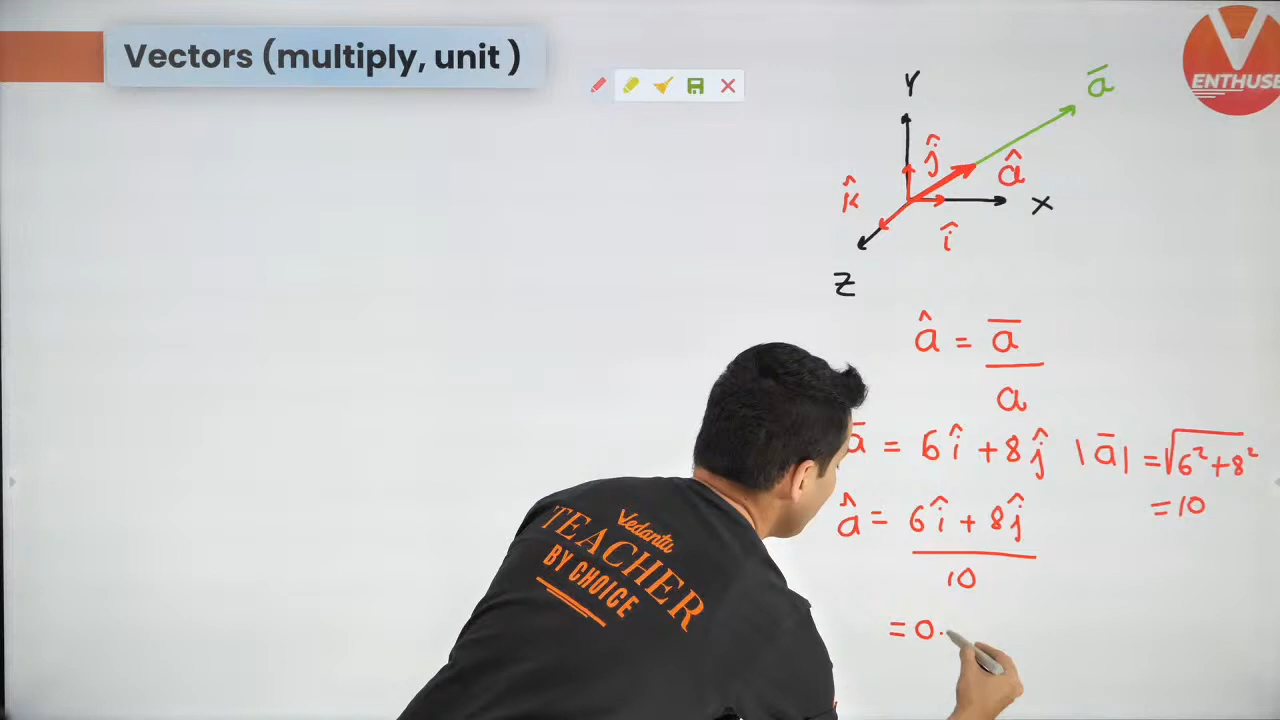 Vectors (multiply, unit )
V
ENTHUSE
Y
ā
ĵ
â
k̂
X
î
Z
â = ā / a
ā = 6î + 8ĵ |ā| = √6² + 8²
= 10
â = 6î + 8ĵ / 10
= 0.
Vedantu
TEACHER
BY CHOICE